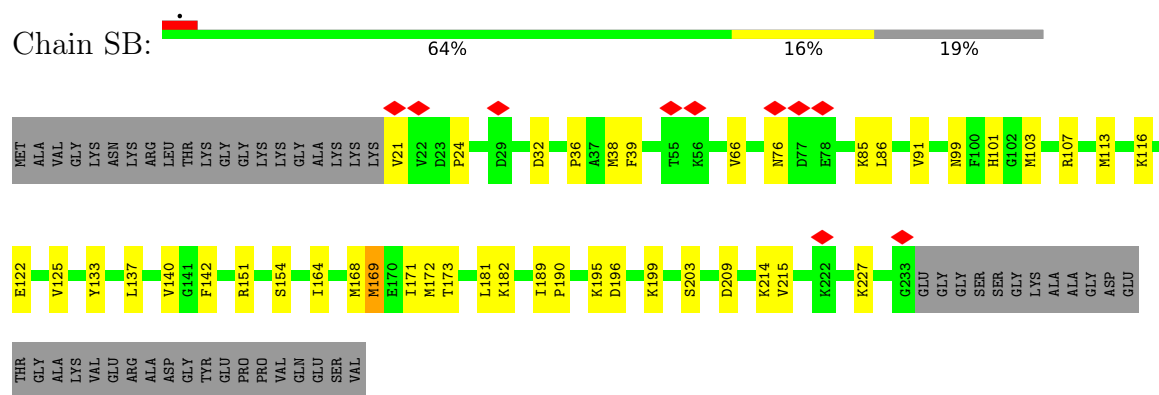 Chain SB:
64% 16% 19%
MET ALA VAL GLY LYS ASN LYS ARG LEU THR LYS GLY GLY LYS LYS GLY ALA LYS LYS LYS V21 V22 D23 P24 D29 D32 P36 A37 M38 F39 T55 K56 V66 N76 D77 E78 K85 L86 V91 N99 F100 H101 G102 M103 R107 M113 K116
E122 V125 Y133 L137 V140 G141 F142 R151 S154 I164 M168 M169 E170 I171 M172 T173 L181 K182 I189 P190 K195 D196 K199 S203 D209 K214 V215 K222 K227 G233 GLU GLY GLY SER SER GLY LYS ALA ALA GLY ASP GLU
THR GLY ALA LYS VAL GLU ARG ALA ASP GLY TYR GLU PRO PRO VAL GLN GLU SER VAL